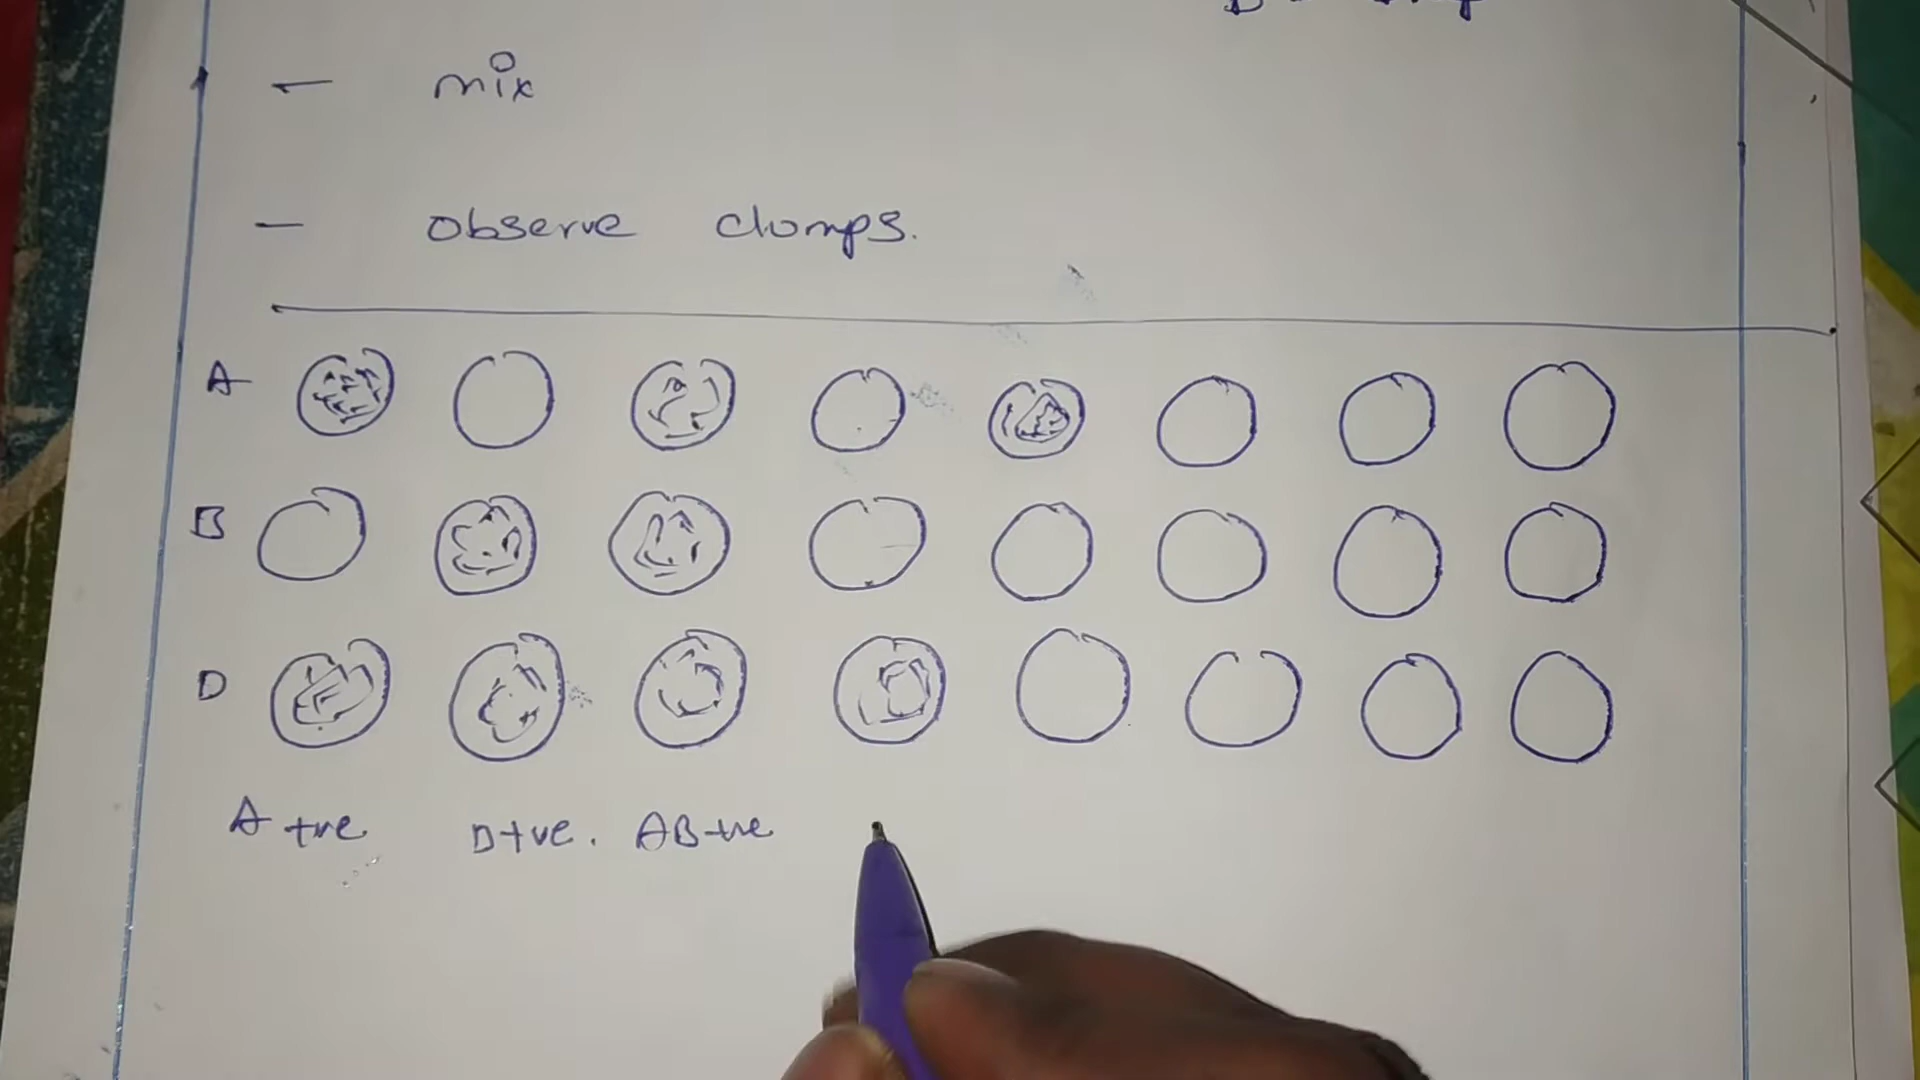 — mix
— observe clumps.
A
B
D
A +ve B+ve. AB+ve